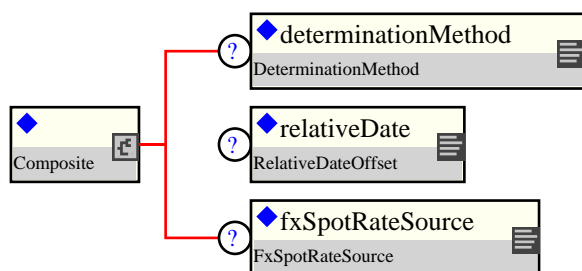 ?
determinationMethod
DeterminationMethod
Composite
?
relativeDate
RelativeDateOffset
?
fxSpotRateSource
FxSpotRateSource